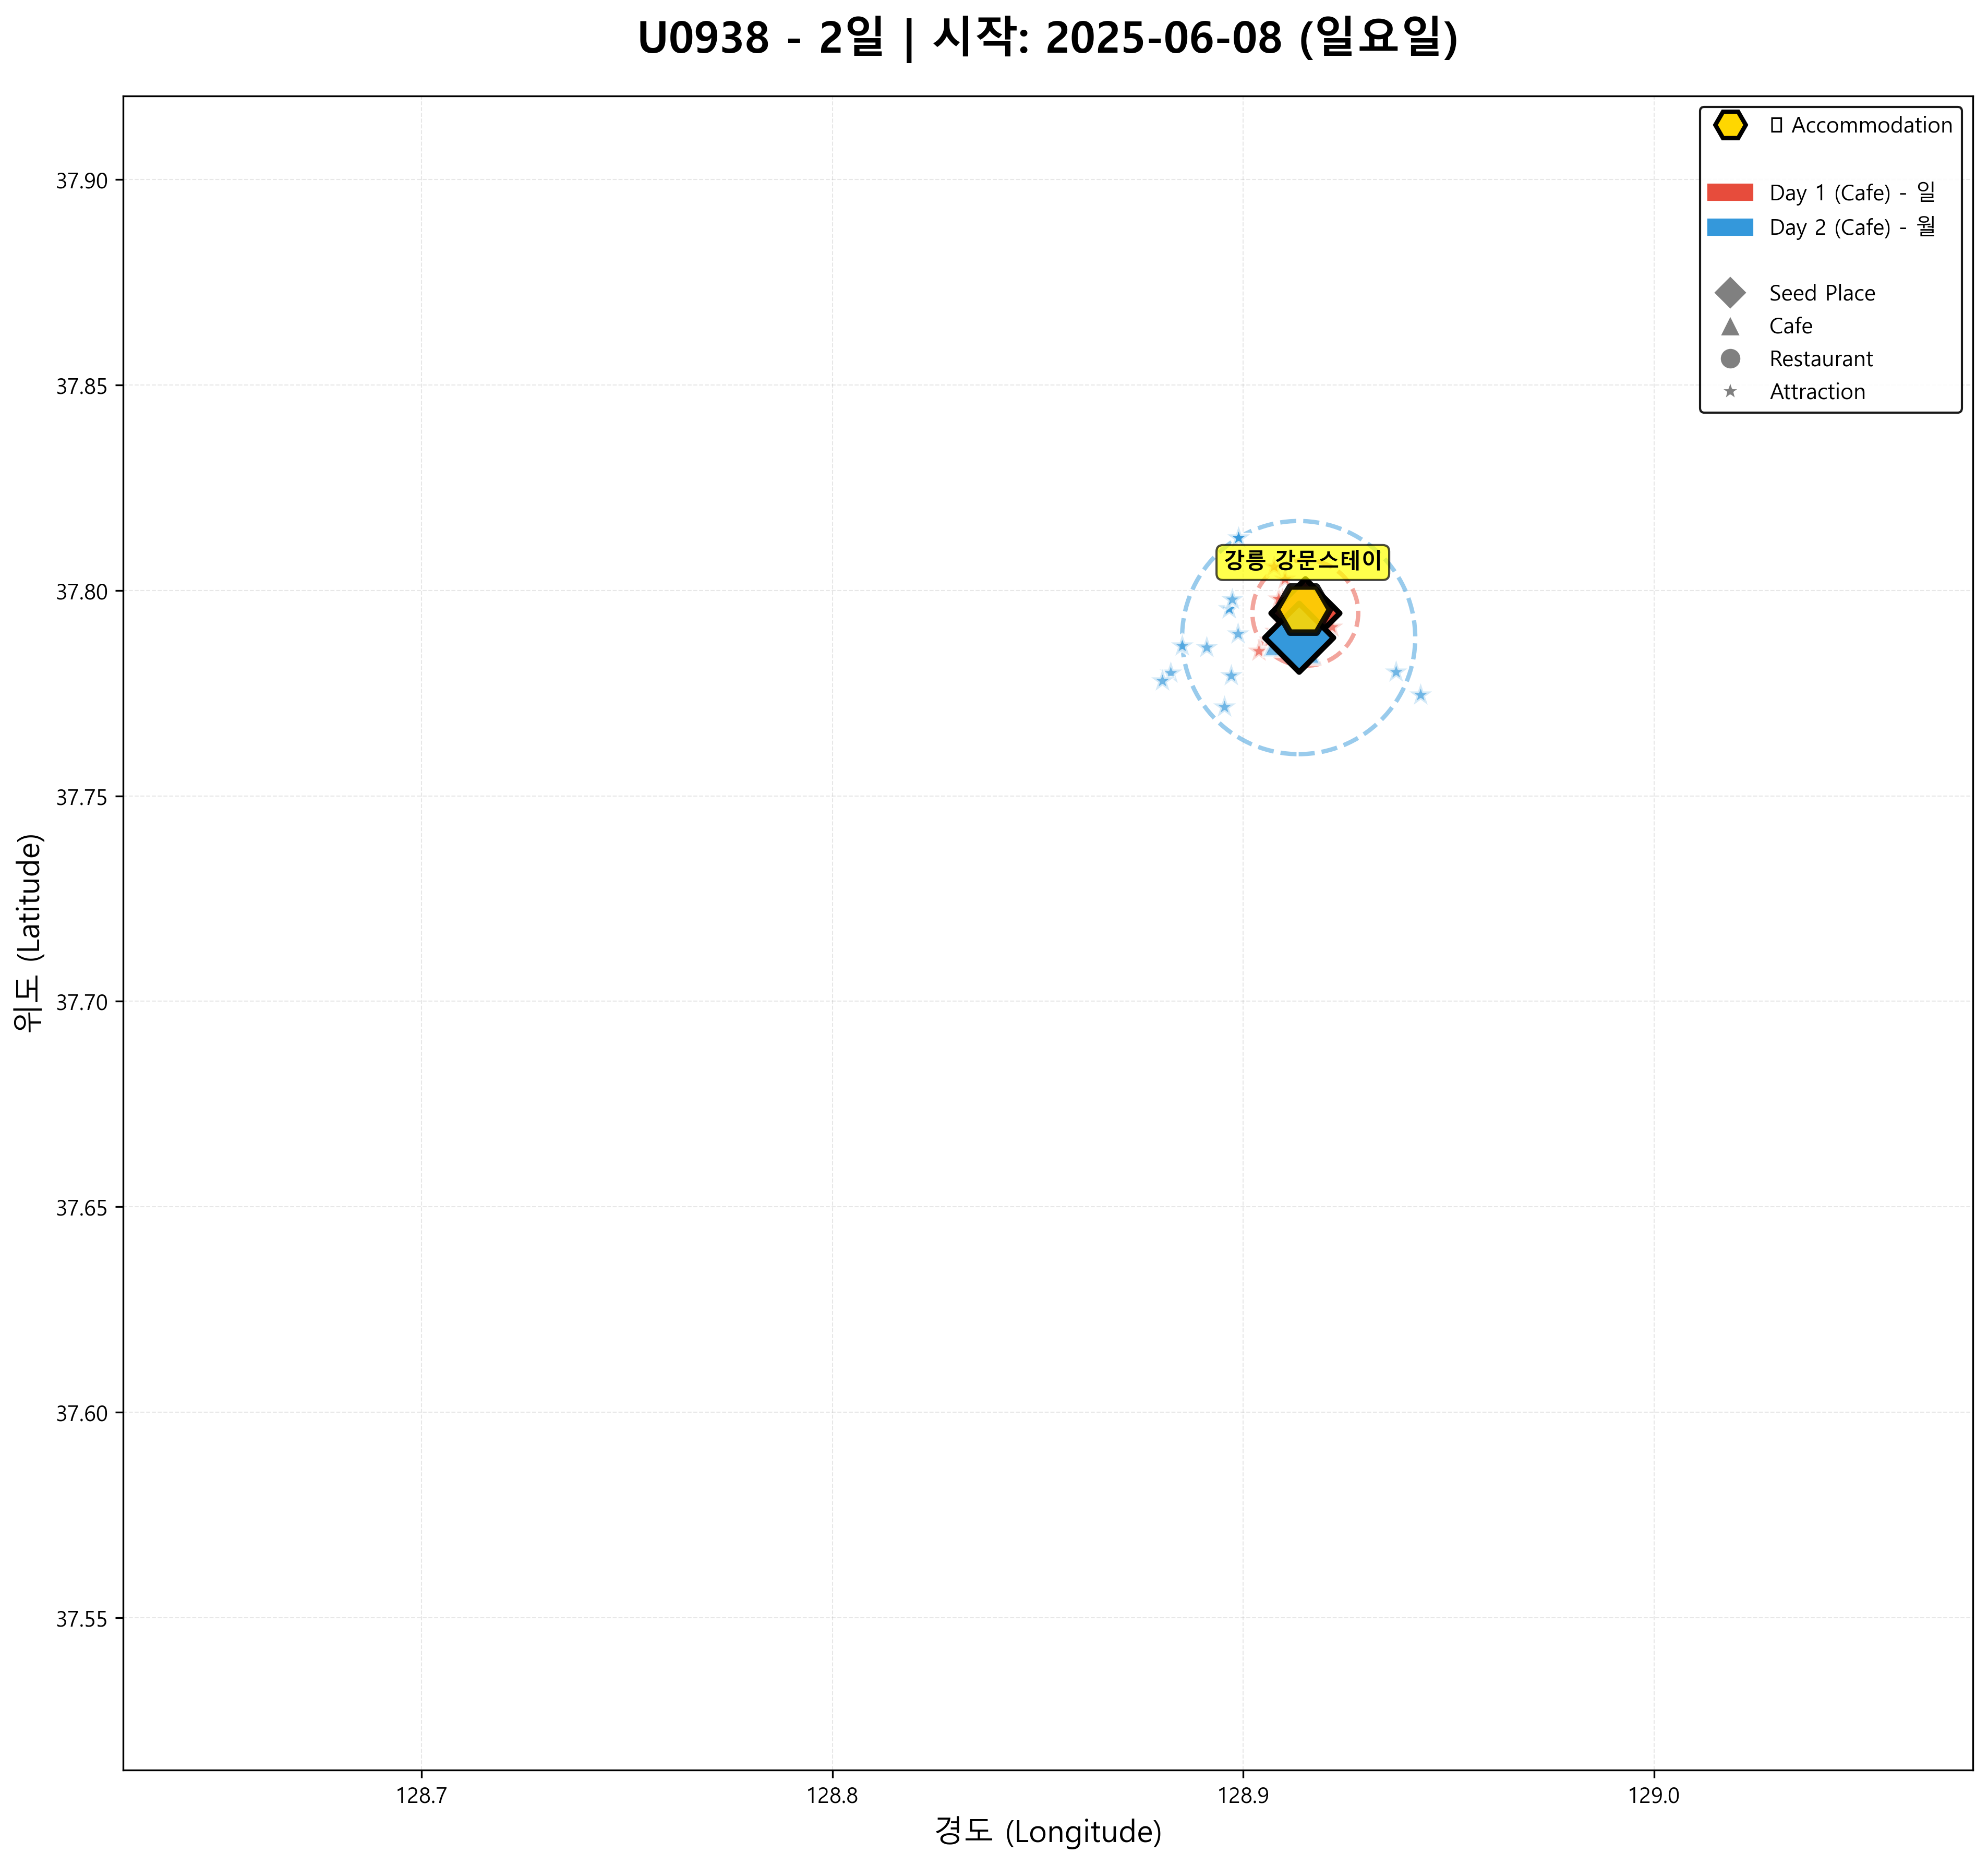 U0938 - 2일 | 시작: 2025-06-08 (일요일)
Accommodation
Day 1 (Cafe) - 일
Day 2 (Cafe) - 월
Seed Place
Cafe
Restaurant
Attraction
강릉 강문스테이
37.90
37.85
37.80
37.75
37.70
37.65
37.60
37.55
위도 (Latitude)
128.7
128.8
128.9
129.0
경도 (Longitude)